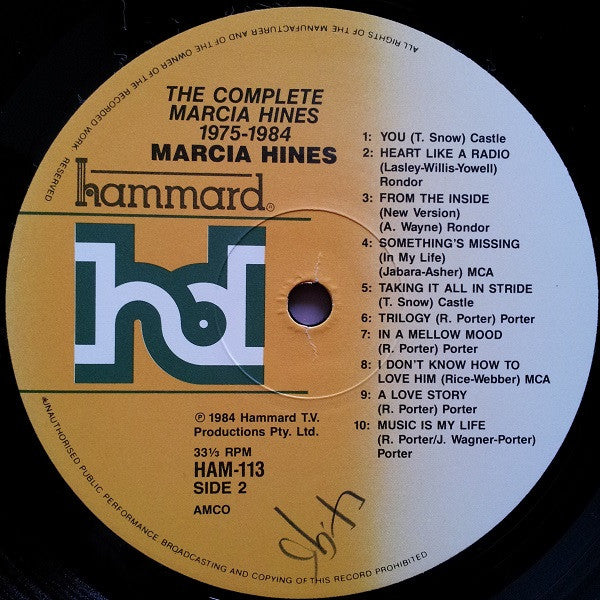 ALL RIGHTS OF THE MANUFACTURER AND OF THE OWNER OF THE RECORDED WORK RESERVED
THE COMPLETE
MARCIA HINES
1975-1984
MARCIA HINES
hammard®
hd
1: YOU (T. Snow) Castle
2: HEART LIKE A RADIO
(Lasley-Willis-Yowell)
Rondor
3: FROM THE INSIDE
(New Version)
(A. Wayne) Rondor
4: SOMETHING'S MISSING
(In My Life)
(Jabara-Asher) MCA
5: TAKING IT ALL IN STRIDE
(T. Snow) Castle
6: TRILOGY (R. Porter) Porter
7: IN A MELLOW MOOD
(R. Porter) Porter
8: I DON'T KNOW HOW TO
LOVE HIM (Rice-Webber) MCA
9: A LOVE STORY
(R. Porter) Porter
10: MUSIC IS MY LIFE
(R. Porter/J. Wagner-Porter)
Porter
℗ 1984 Hammard T.V.
Productions Pty. Ltd.
33⅓ RPM
HAM-113
SIDE 2
AMCO
UNAUTHORISED PUBLIC PERFORMANCE, BROADCASTING AND COPYING OF THIS RECORD PROHIBITED